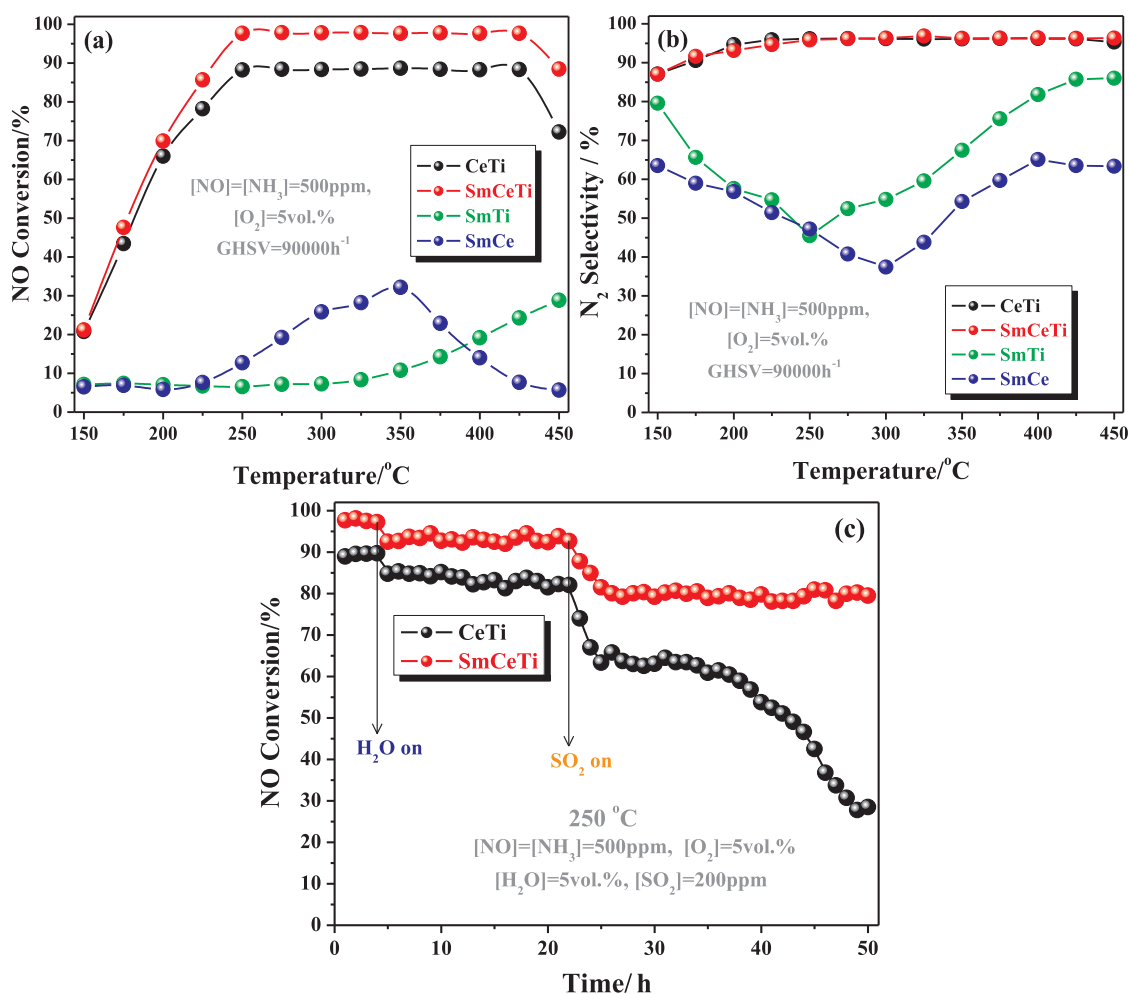 (a)
NO Conversion/%
100
90
80
70
60
50
40
30
20
10
0
[NO]=[NH₃]=500ppm,
[O₂]=5vol.%
GHSV=90000h⁻¹
CeTi
SmCeTi
SmTi
SmCe
150 200 250 300 350 400 450
Temperature/°C
(b)
N₂ Selectivity / %
100
90
80
70
60
50
40
30
20
10
0
[NO]=[NH₃]=500ppm,
[O₂]=5vol.%
GHSV=90000h⁻¹
CeTi
SmCeTi
SmTi
SmCe
150 200 250 300 350 400 450
Temperature/°C
(c)
NO Conversion/%
100
90
80
70
60
50
40
30
20
10
0
CeTi
SmCeTi
H₂O on
SO₂ on
250 °C
[NO]=[NH₃]=500ppm, [O₂]=5vol.%
[H₂O]=5vol.%, [SO₂]=200ppm
0 10 20 30 40 50
Time/ h